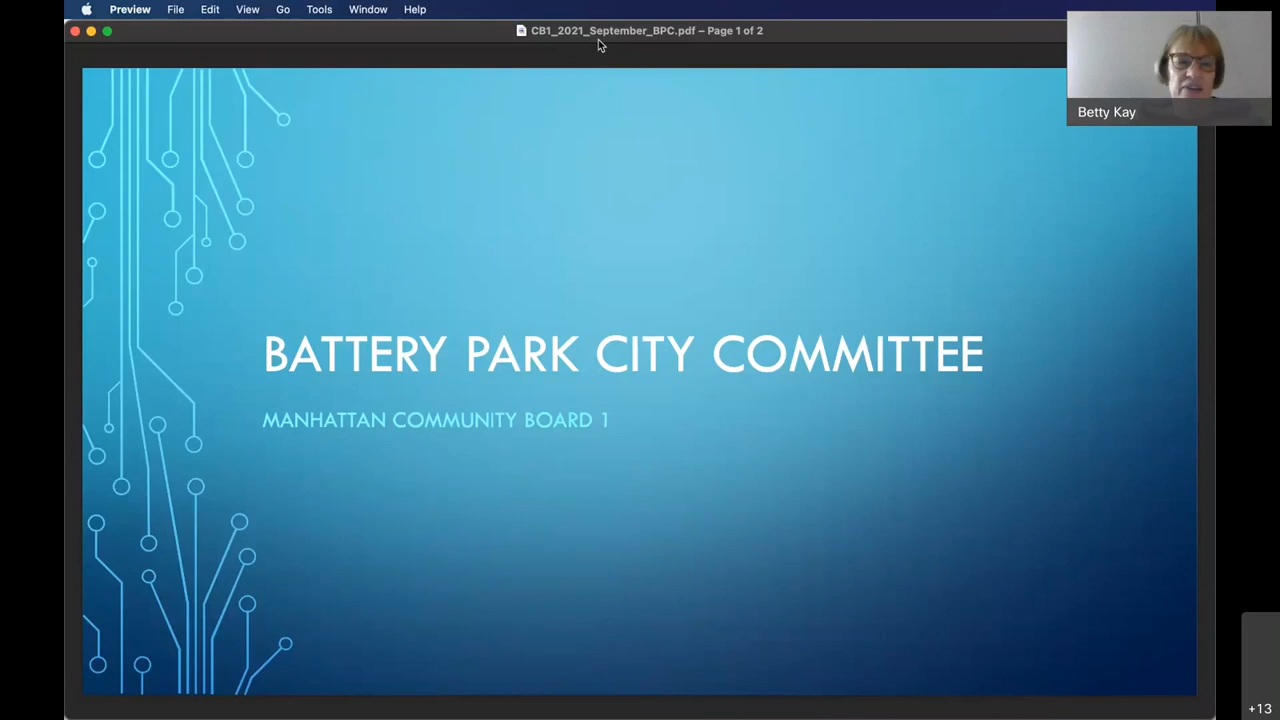 Preview File Edit View Go Tools Window Help
CB1_2021_September_BPC.pdf – Page 1 of 2
Betty Kay
BATTERY PARK CITY COMMITTEE
MANHATTAN COMMUNITY BOARD 1
+13